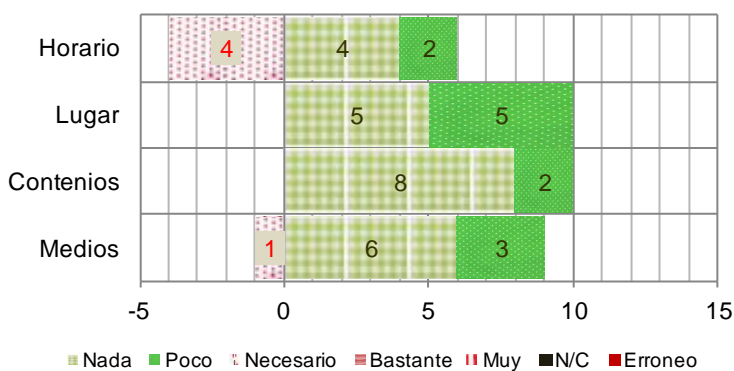 Horario 4 4 2
Lugar 5 5
Contenios 8 2
Medios 1 6 3
-5 0 5 10 15
Nada Poco Necesario Bastante Muy N/C Erroneo